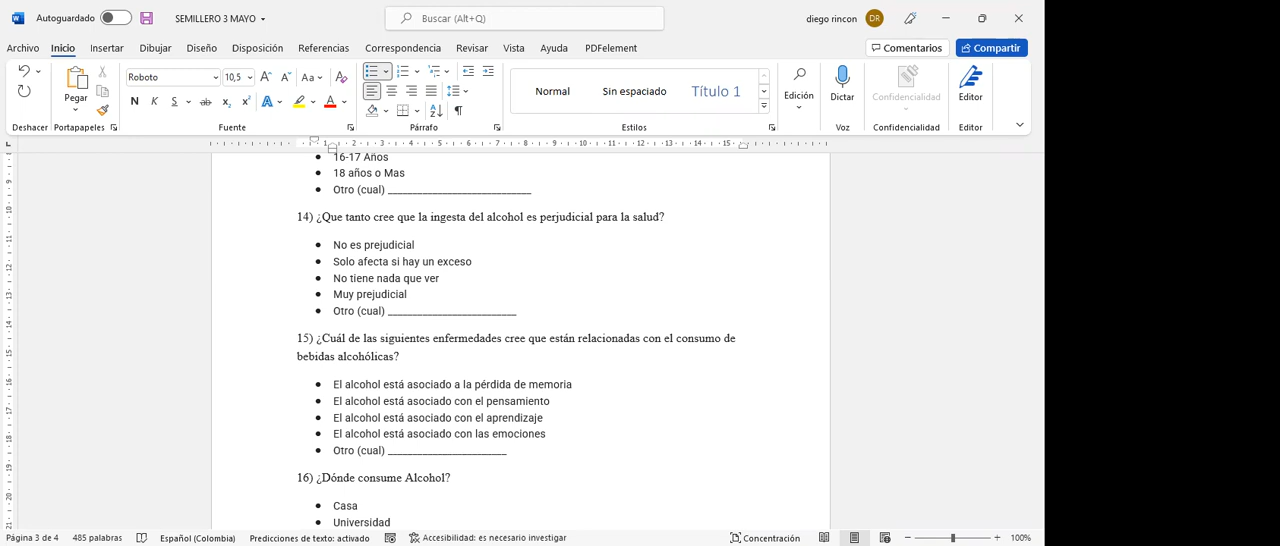 Autoguardado
SEMILLERO 3 MAYO
Buscar (Alt+Q)
diego rincon
DR
Archivo Inicio Insertar Dibujar Diseño Disposición Referencias Correspondencia Revisar Vista Ayuda PDFelement
Comentarios
Compartir
Pegar
Roboto
10,5
N K S ab x₂ x²
Normal
Sin espaciado
Título 1
Edición
Dictar
Confidencialidad
Editor
Deshacer
Portapapeles
Fuente
Párrafo
Estilos
Voz
Confidencialidad
Editor
16-17 Años
18 años o Mas
Otro (cual) ____________________________
14) ¿Que tanto cree que la ingesta del alcohol es perjudicial para la salud?
No es prejudicial
Solo afecta si hay un exceso
No tiene nada que ver
Muy prejudicial
Otro (cual) _________________________
15) ¿Cuál de las siguientes enfermedades cree que están relacionadas con el consumo de
bebidas alcohólicas?
El alcohol está asociado a la pérdida de memoria
El alcohol está asociado con el pensamiento
El alcohol está asociado con el aprendizaje
El alcohol está asociado con las emociones
Otro (cual) _______________________
16) ¿Dónde consume Alcohol?
Casa
Universidad
Página 3 de 4
485 palabras
Español (Colombia)
Predicciones de texto: activado
Accesibilidad: es necesario investigar
Concentración
100%